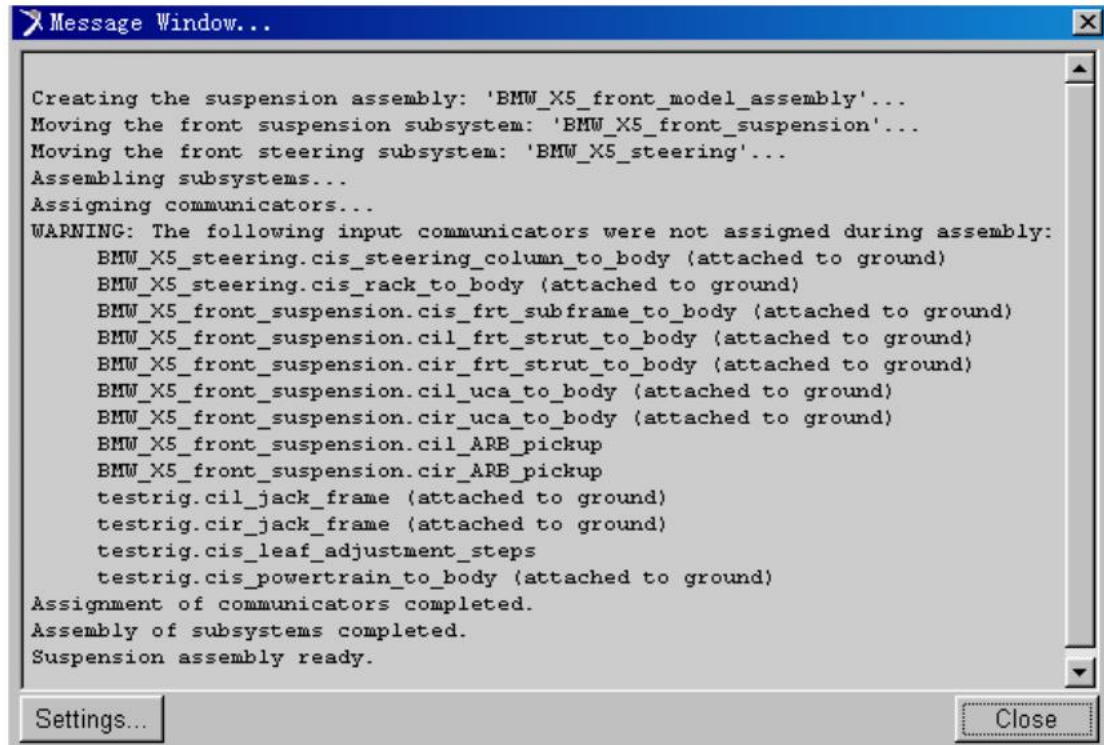 Message Window...
Creating the suspension assembly: 'BMW_X5_front_model_assembly'...
Moving the front suspension subsystem: 'BMW_X5_front_suspension'...
Moving the front steering subsystem: 'BMW_X5_steering'...
Assembling subsystems...
Assigning communicators...
WARNING: The following input communicators were not assigned during assembly:
BMW_X5_steering.cis_steering_column_to_body (attached to ground)
BMW_X5_steering.cis_rack_to_body (attached to ground)
BMW_X5_front_suspension.cis_frt_subframe_to_body (attached to ground)
BMW_X5_front_suspension.cil_frt_strut_to_body (attached to ground)
BMW_X5_front_suspension.cir_frt_strut_to_body (attached to ground)
BMW_X5_front_suspension.cil_uca_to_body (attached to ground)
BMW_X5_front_suspension.cir_uca_to_body (attached to ground)
BMW_X5_front_suspension.cil_ARB_pickup
BMW_X5_front_suspension.cir_ARB_pickup
testrig.cil_jack_frame (attached to ground)
testrig.cir_jack_frame (attached to ground)
testrig.cis_leaf_adjustment_steps
testrig.cis_powertrain_to_body (attached to ground)
Assignment of communicators completed.
Assembly of subsystems completed.
Suspension assembly ready.
Settings... Close